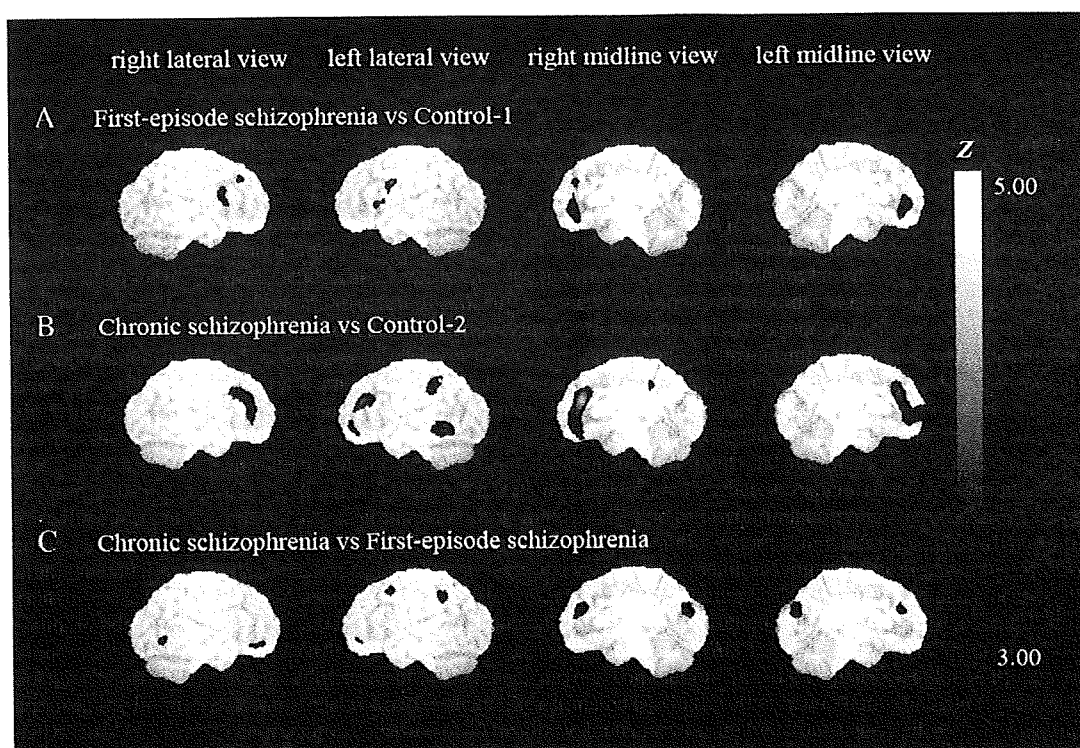 right lateral view left lateral view right midline view left midline view
A First-episode schizophrenia vs Control-1
Z
5.00
B Chronic schizophrenia vs Control-2
C Chronic schizophrenia vs First-episode schizophrenia
3.00